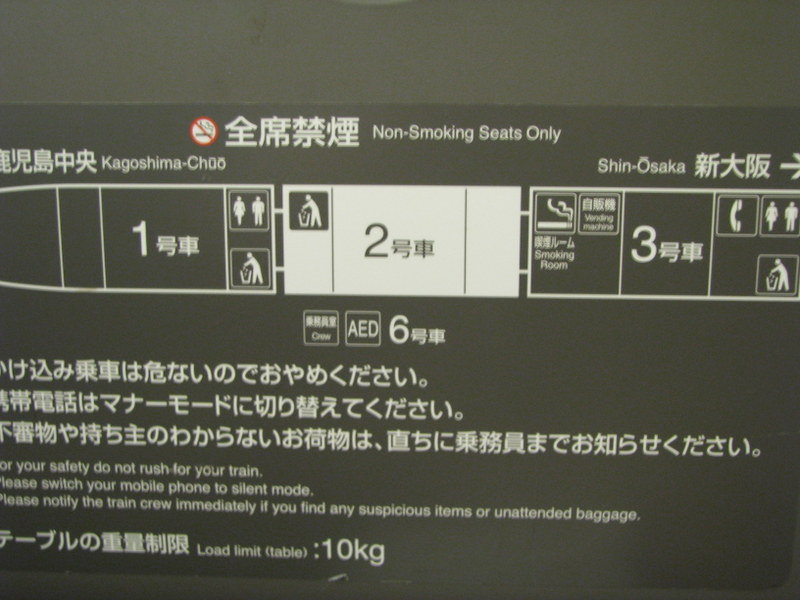 全席禁煙 Non-Smoking Seats Only
鹿児島中央 Kagoshima-Chūō
Shin-Ōsaka 新大阪
1号車
2号車
自販機
Vending
machine
喫煙ルーム
Smoking
Room
3号車
乗務員室
Crew
AED
6号車
かけ込み乗車は危ないのでおやめください。
携帯電話はマナーモードに切り替えてください。
不審物や持ち主のわからないお荷物は、直ちに乗務員までお知らせください。
or your safety do not rush for your train.
Please switch your mobile phone to silent mode.
Please notify the train crew immediately if you find any suspicious items or unattended baggage.
テーブルの重量制限 Load limit (table) :10kg